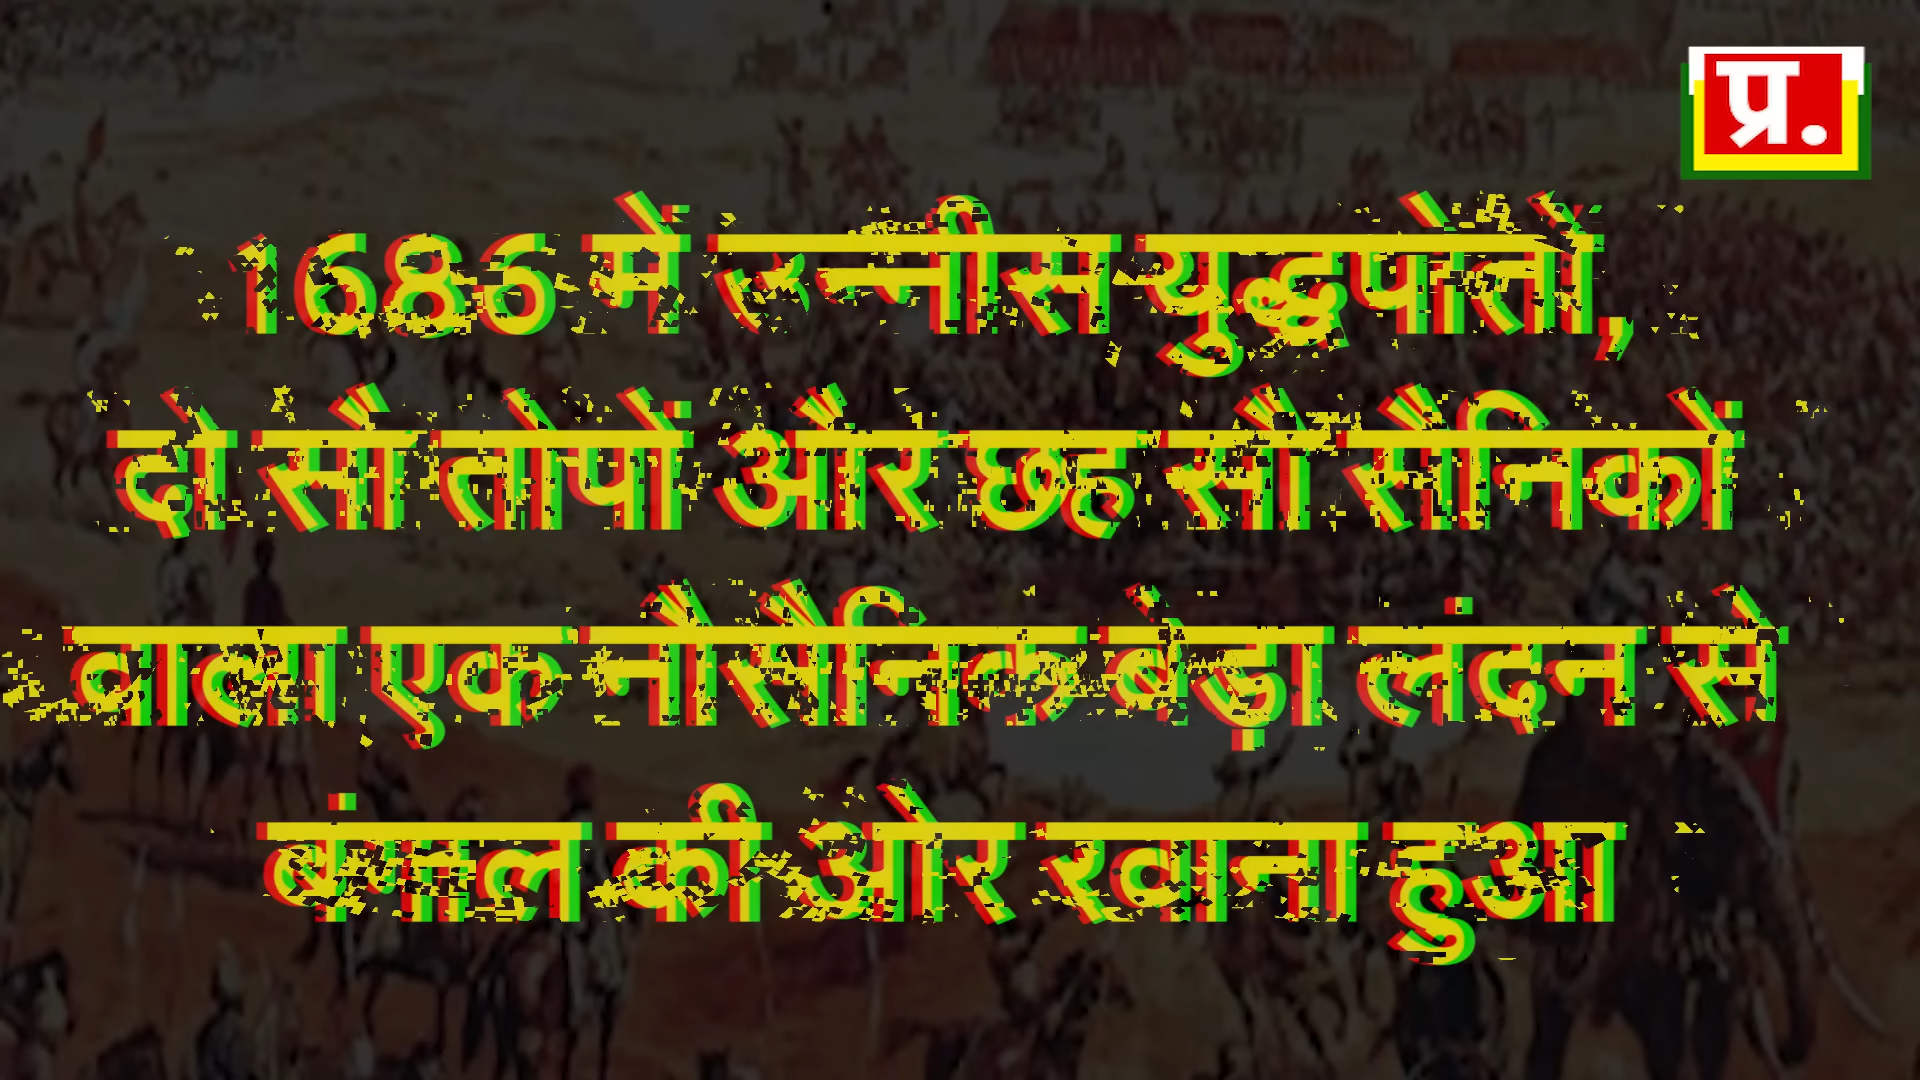 प्र.
1686 में उन्नीस युद्धपोतों,
दो सौ तोपों और छह सौ सैनिकों
वाला एक नौसैनिक बेड़ा लंदन से
बंगाल की ओर रवाना हुआ